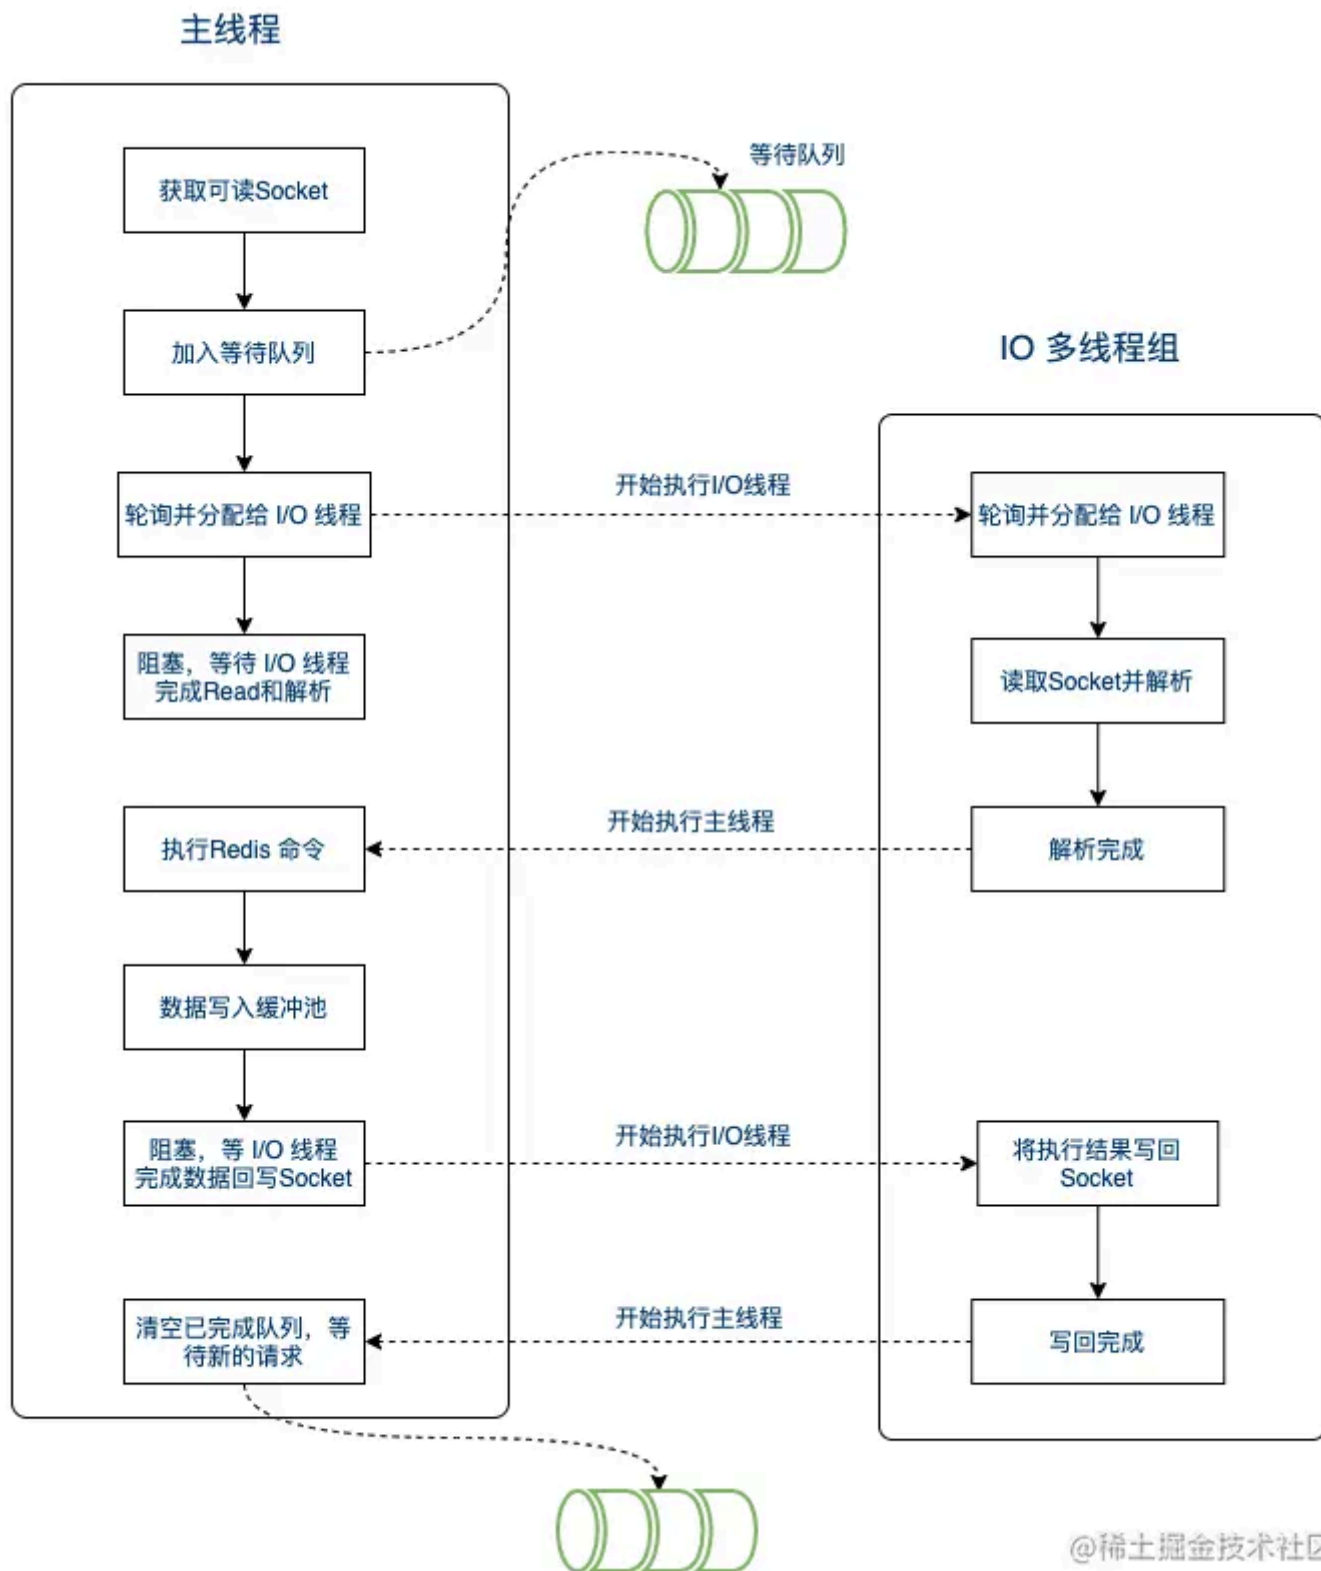 主线程
获取可读Socket
等待队列
加入等待队列
IO 多线程组
轮询并分配给 I/O 线程
开始执行I/O线程
轮询并分配给 I/O 线程
阻塞，等待 I/O 线程
完成Read和解析
读取Socket并解析
执行Redis 命令
开始执行主线程
解析完成
数据写入缓冲池
阻塞，等 I/O 线程
完成数据回写Socket
开始执行I/O线程
将执行结果写回
Socket
清空已完成队列，等
待新的请求
开始执行主线程
写回完成
@稀土掘金技术社区